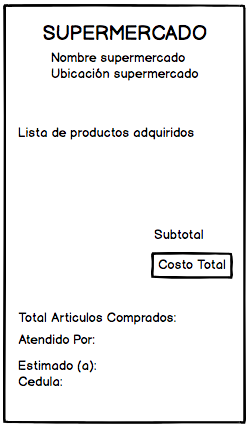 SUPERMERCADO
Nombre supermercado
Ubicación supermercado
Lista de productos adquiridos
Subtotal
Costo Total
Total Articulos Comprados:
Atendido Por:
Estimado (a):
Cedula: